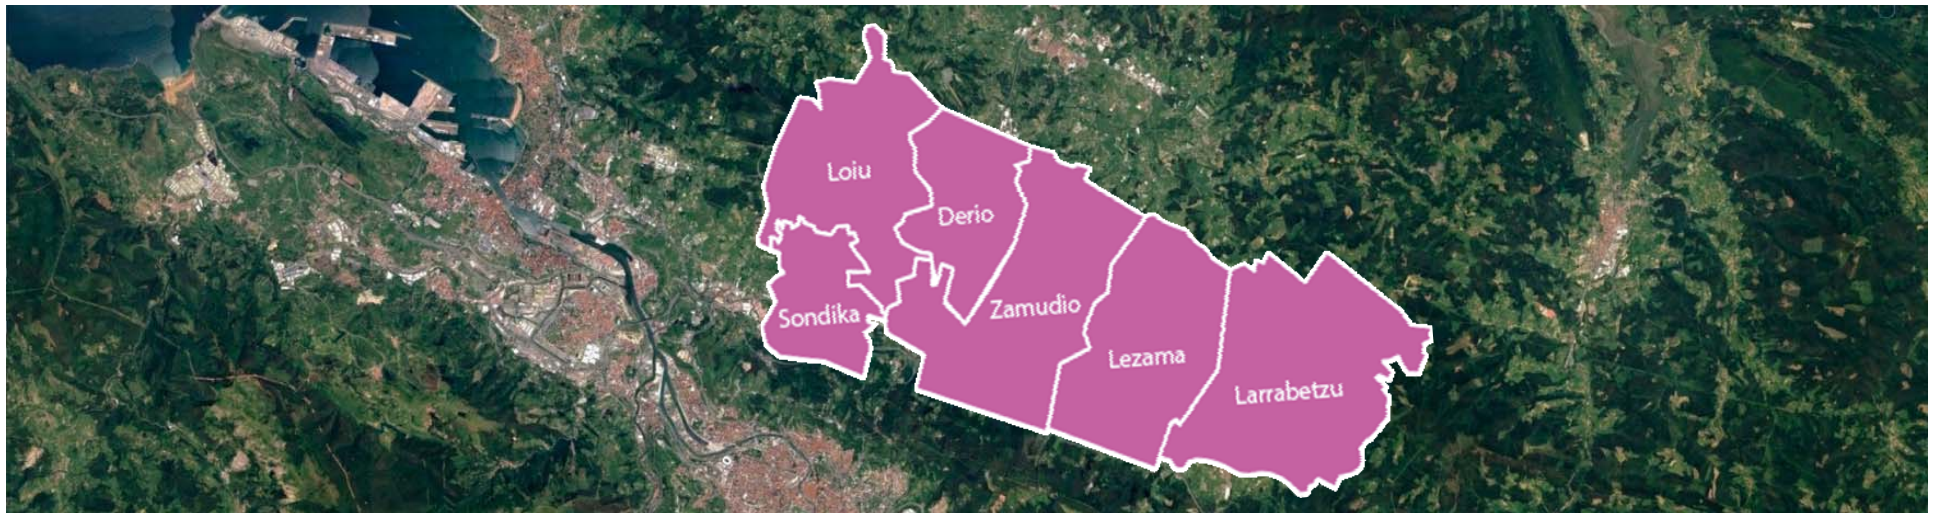 Loiu
Derio
Sondika
Zamudio
Lezama
Larrabetzu